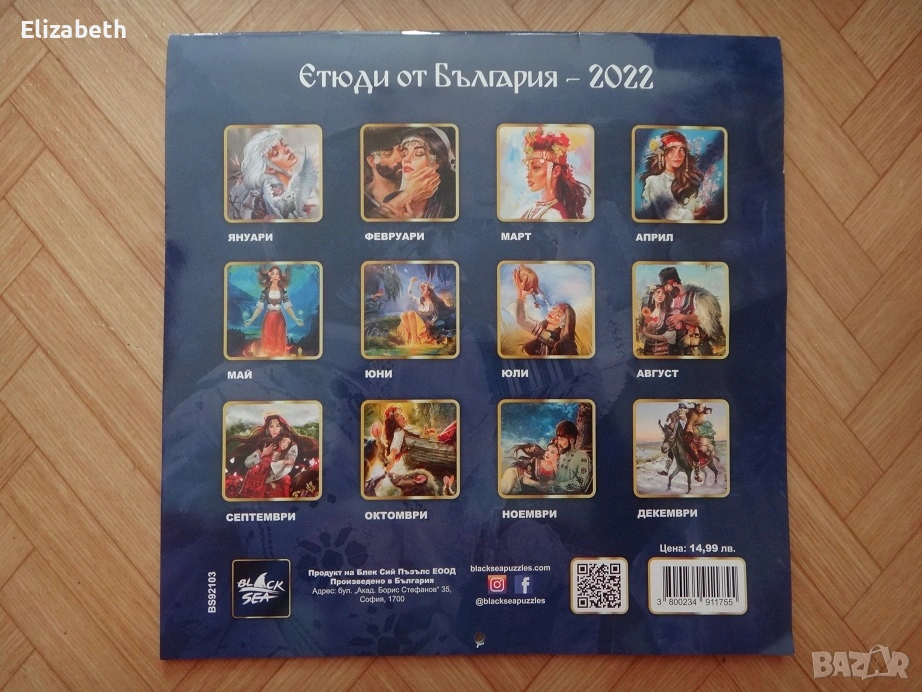 Elizabeth
Етюди от България - 2022
ЯНУАРИ
ФЕВРУАРИ
МАРТ
АПРИЛ
МАЙ
ЮНИ
ЮЛИ
АВГУСТ
СЕПТЕМВРИ
ОКТОМВРИ
НОЕМВРИ
ДЕКЕМВРИ
BS92103
BLACK
SEA
Продукт на Блек Сий Пъзълс ЕООД
Произведено в България
Адрес: бул. „Акад. Борис Стефанов" 35,
София, 1700
blackseapuzzles.com
@blackseapuzzles
Цена: 14,99 лв.
3 800234 911755
BAZAR